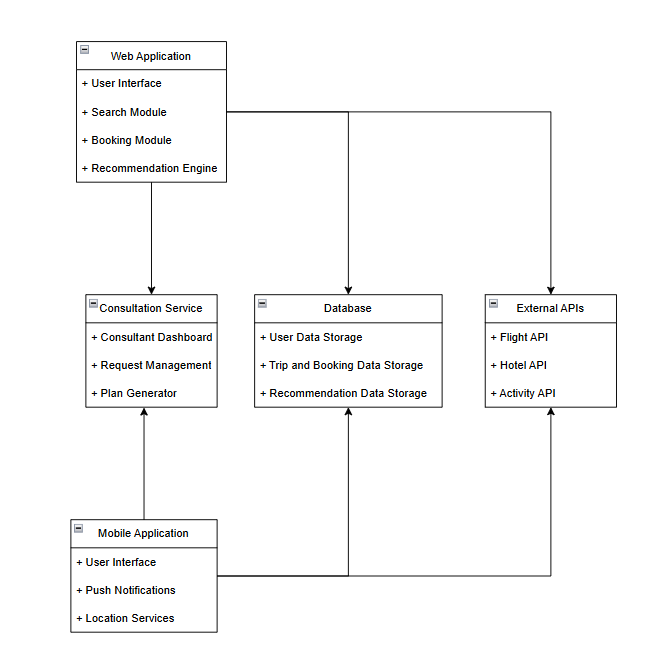 Web Application
+ User Interface
+ Search Module
+ Booking Module
+ Recommendation Engine
Consultation Service
+ Consultant Dashboard
+ Request Management
+ Plan Generator
Database
+ User Data Storage
+ Trip and Booking Data Storage
+ Recommendation Data Storage
External APIs
+ Flight API
+ Hotel API
+ Activity API
Mobile Application
+ User Interface
+ Push Notifications
+ Location Services